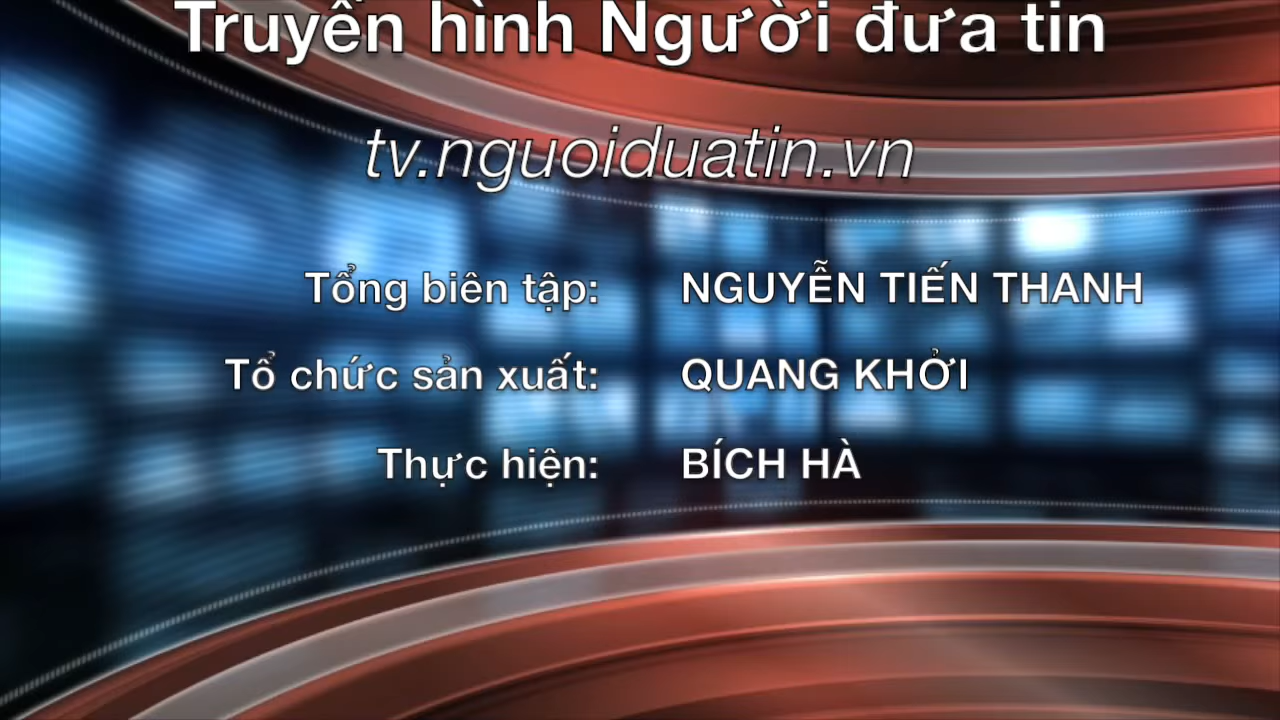 Truyền hình Người đưa tin
tv.nguoiduatin.vn
Tổng biên tập: NGUYỄN TIẾN THANH
Tổ chức sản xuất: QUANG KHỞI
Thực hiện: BÍCH HÀ